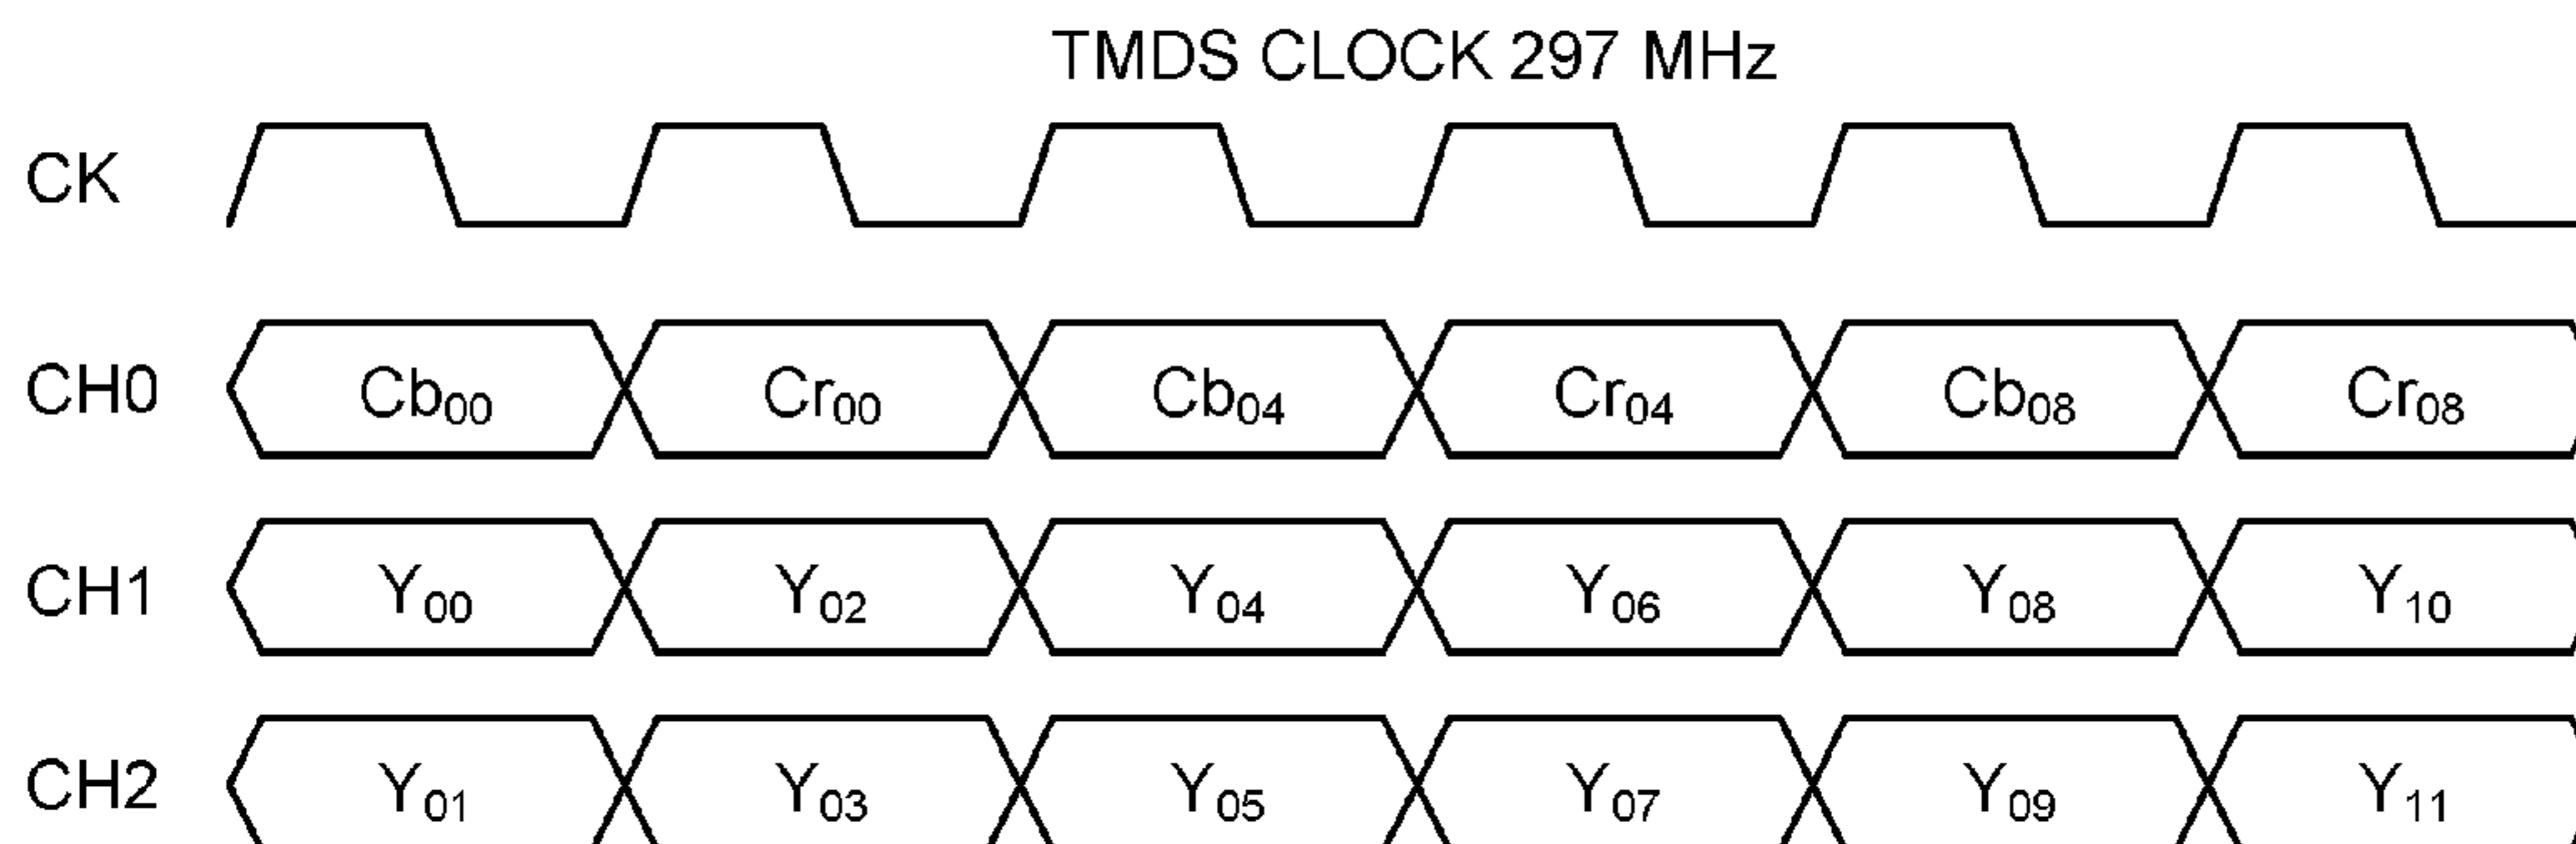 TMDS CLOCK 297 MHz
CK
CH0 Cb00 Cr00 Cb04 Cr04 Cb08 Cr08
CH1 Y00 Y02 Y04 Y06 Y08 Y10
CH2 Y01 Y03 Y05 Y07 Y09 Y11